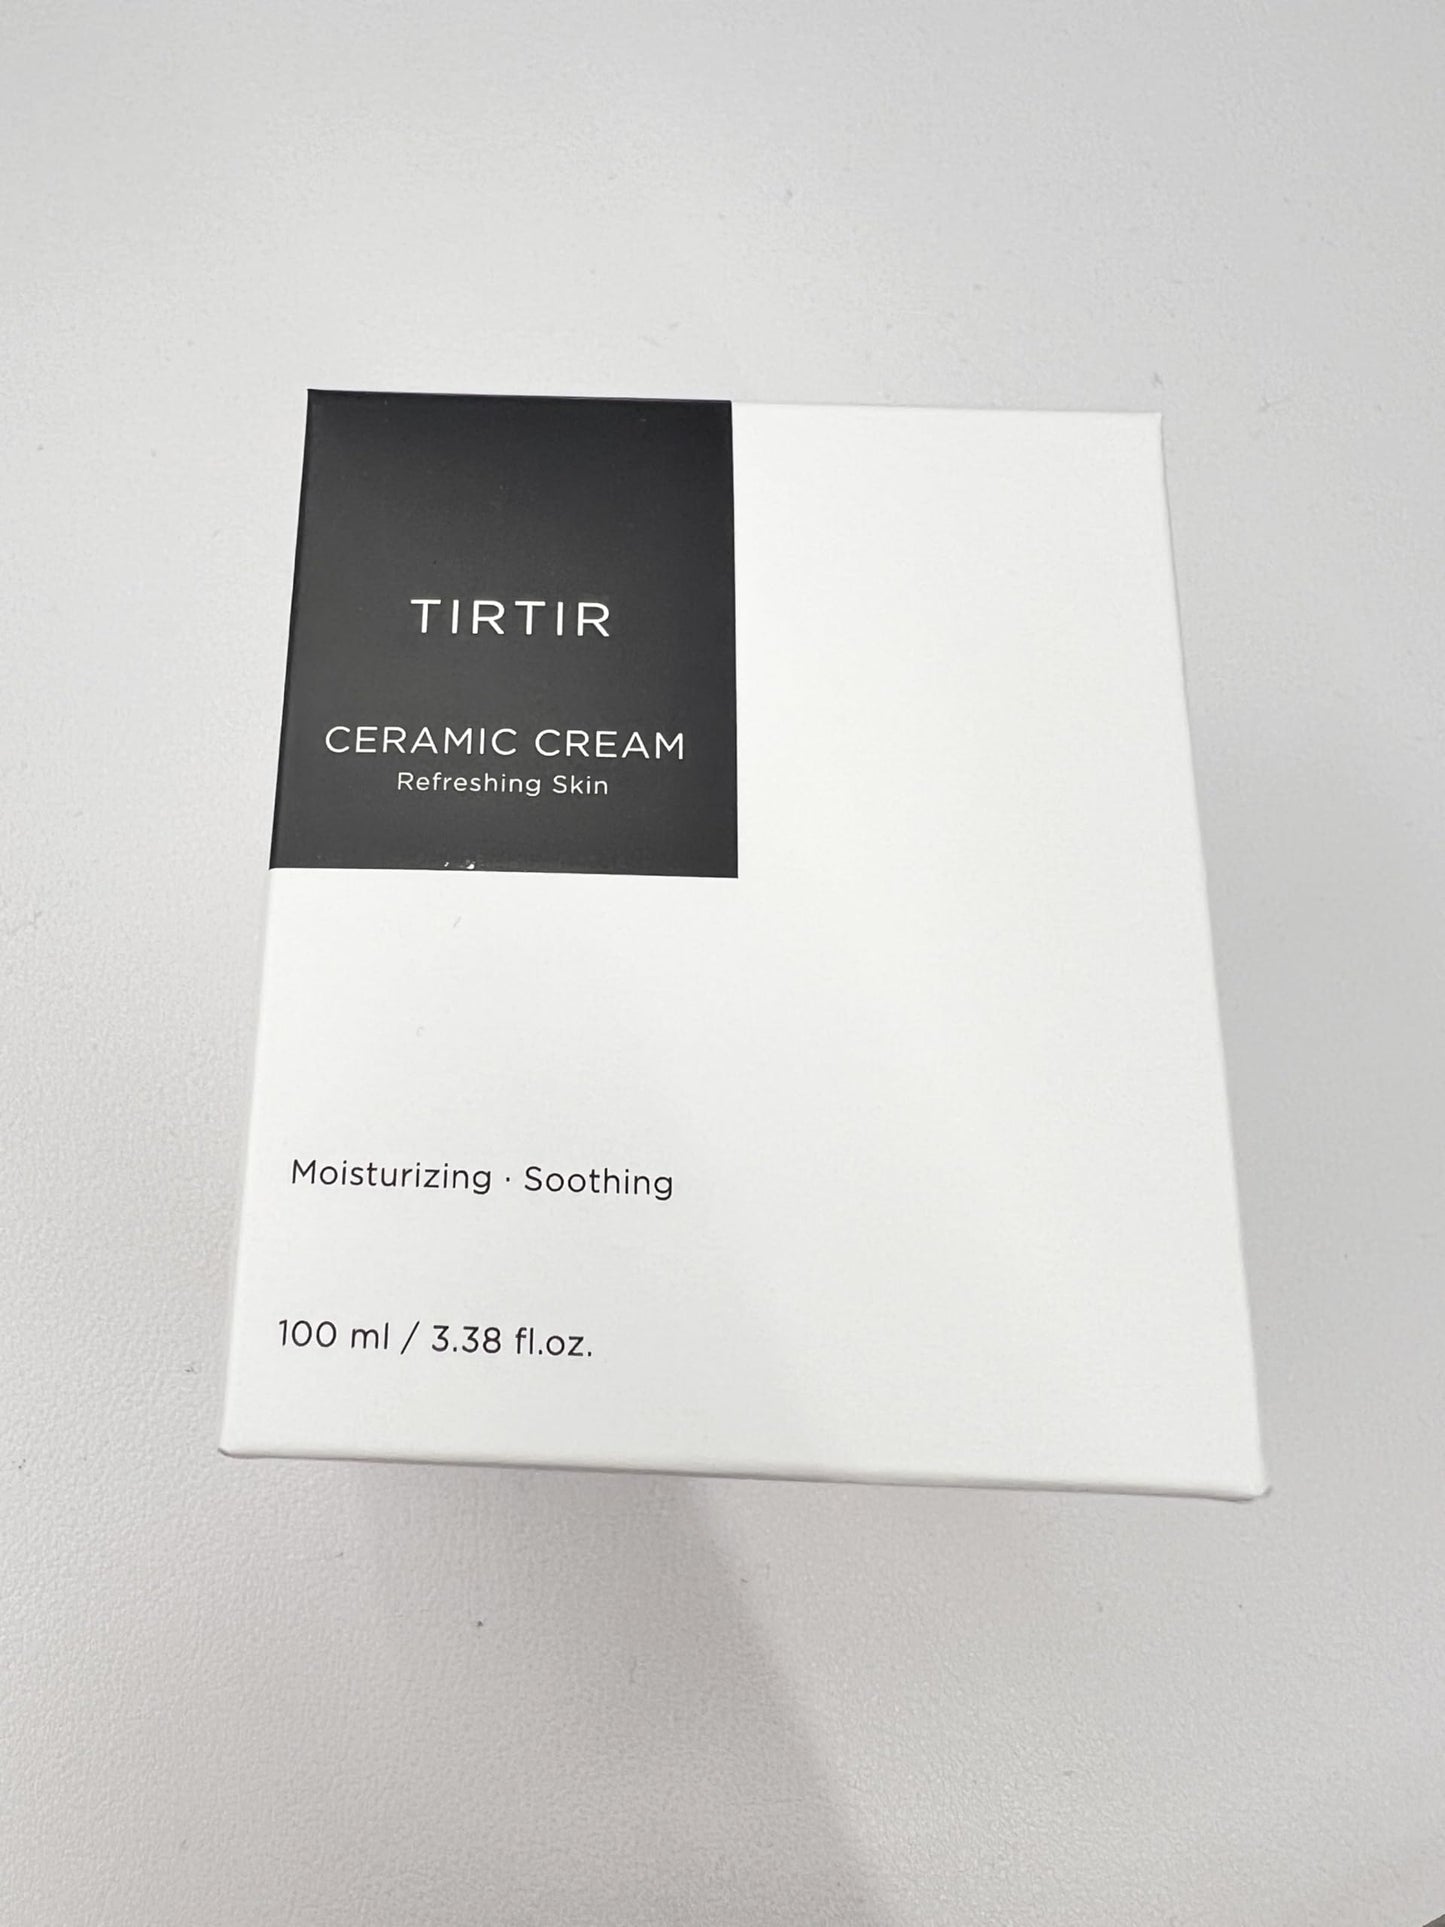 TIRTIR
CERAMIC CREAM
Refreshing Skin
Moisturizing · Soothing
100 ml / 3.38 fl.oz.